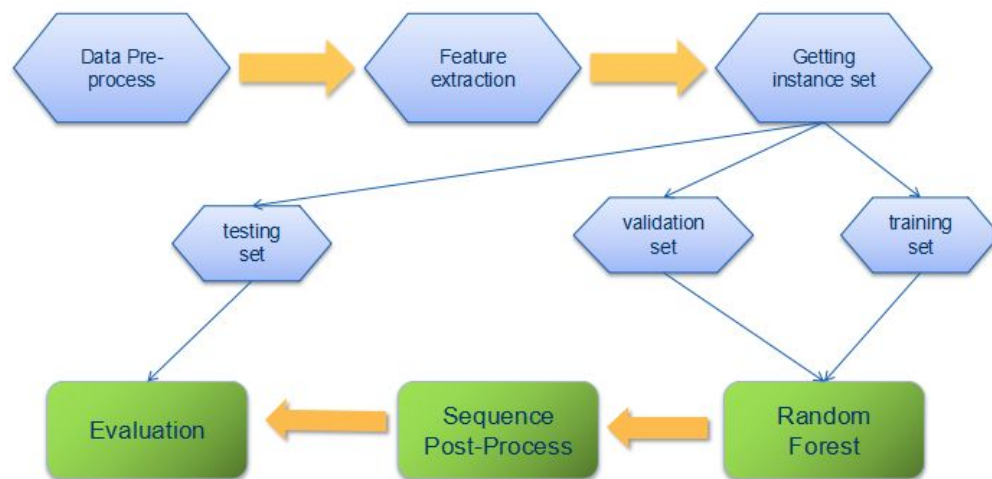 Data Pre-
process
Feature
extraction
Getting
instance set
testing
set
validation
set
training
set
Evaluation
Sequence
Post-Process
Random
Forest